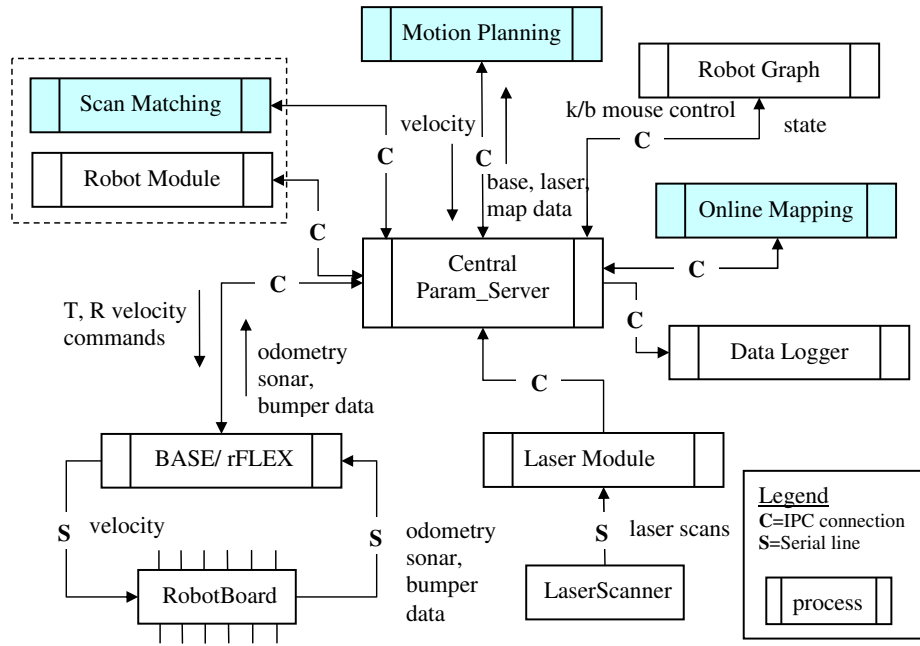 Motion Planning
Robot Graph
Scan Matching
k/b mouse control
velocity
state
C
C
C
Robot Module
base, laser,
map data
Online Mapping
C
Central
Param_Server
C
C
T, R velocity
commands
C
odometry
sonar,
bumper data
Data Logger
C
BASE/ rFLEX
Laser Module
Legend
C=IPC connection
S=Serial line
S
velocity
S
odometry
sonar,
bumper
data
S
laser scans
RobotBoard
LaserScanner
process